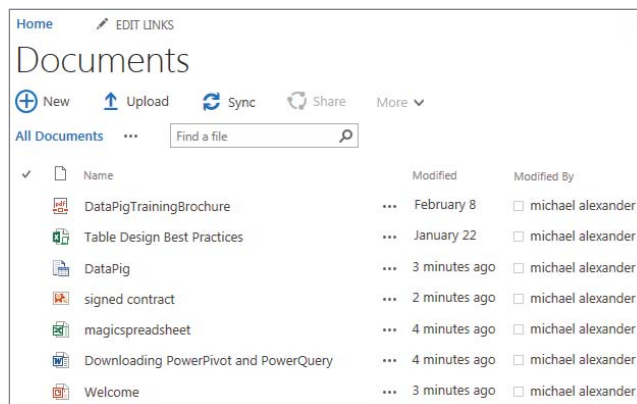 Home EDIT LINKS
Documents
New Upload Sync Share More
All Documents ... Find a file
Name Modified Modified By
DataPigTrainingBrochure ... February 8 michael alexander
Table Design Best Practices ... January 22 michael alexander
DataPig ... 3 minutes ago michael alexander
signed contract ... 2 minutes ago michael alexander
magicspreadsheet ... 4 minutes ago michael alexander
Downloading PowerPivot and PowerQuery ... 4 minutes ago michael alexander
Welcome ... 3 minutes ago michael alexander